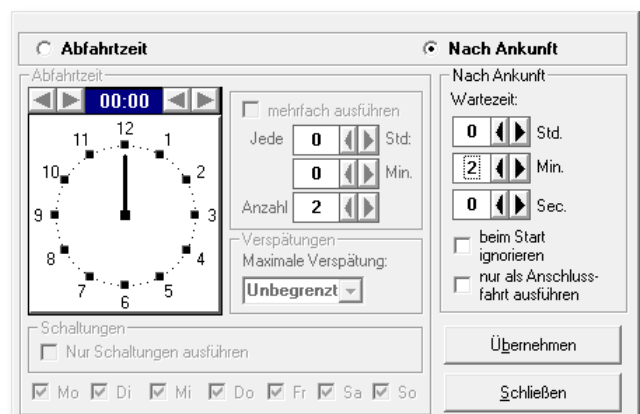 Abfahrtzeit
Nach Ankunft
Abfahrtzeit
00:00
12
1
2
3
4
5
6
7
8
9
10
11
mehrfach ausführen
Jede 0 Std:
0 Min.
Anzahl 2
Verspätungen
Maximale Verspätung:
Unbegrenzt
Schaltungen
Nur Schaltungen ausführen
Mo Di Mi Do Fr Sa So
Nach Ankunft
Wartezeit:
0 Std.
2 Min.
0 Sec.
beim Start
ignorieren
nur als Anschluss-
fahrt ausführen
Übernehmen
Schließen